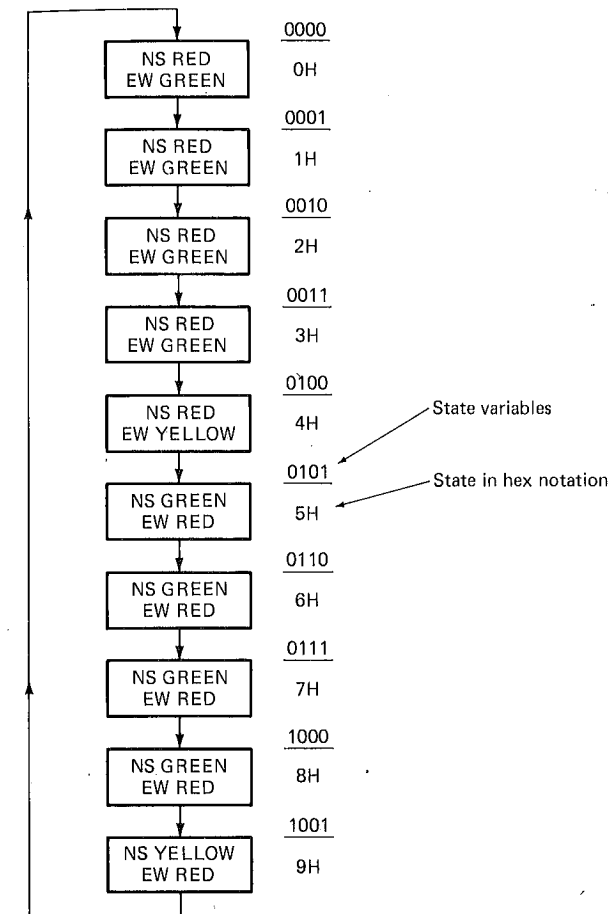 0000
NS RED
EW GREEN
0H
0001
NS RED
EW GREEN
1H
0010
NS RED
EW GREEN
2H
0011
NS RED
EW GREEN
3H
0100
NS RED
EW YELLOW
4H
State variables
0101
NS GREEN
EW RED
5H
State in hex notation
0110
NS GREEN
EW RED
6H
0111
NS GREEN
EW RED
7H
1000
NS GREEN
EW RED
8H
1001
NS YELLOW
EW RED
9H